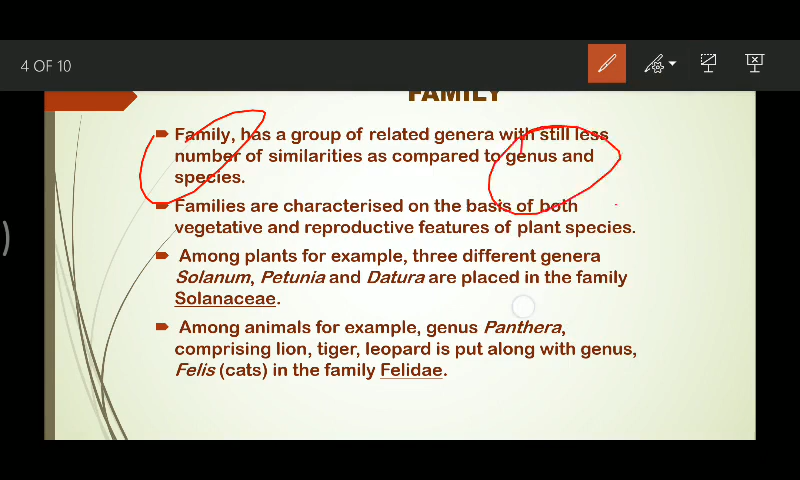 4 OF 10
FAMILY
Family, has a group of related genera with still less
number of similarities as compared to genus and
species.
Families are characterised on the basis of both
vegetative and reproductive features of plant species.
Among plants for example, three different genera
Solanum, Petunia and Datura are placed in the family
Solanaceae.
Among animals for example, genus Panthera,
comprising lion, tiger, leopard is put along with genus,
Felis (cats) in the family Felidae.